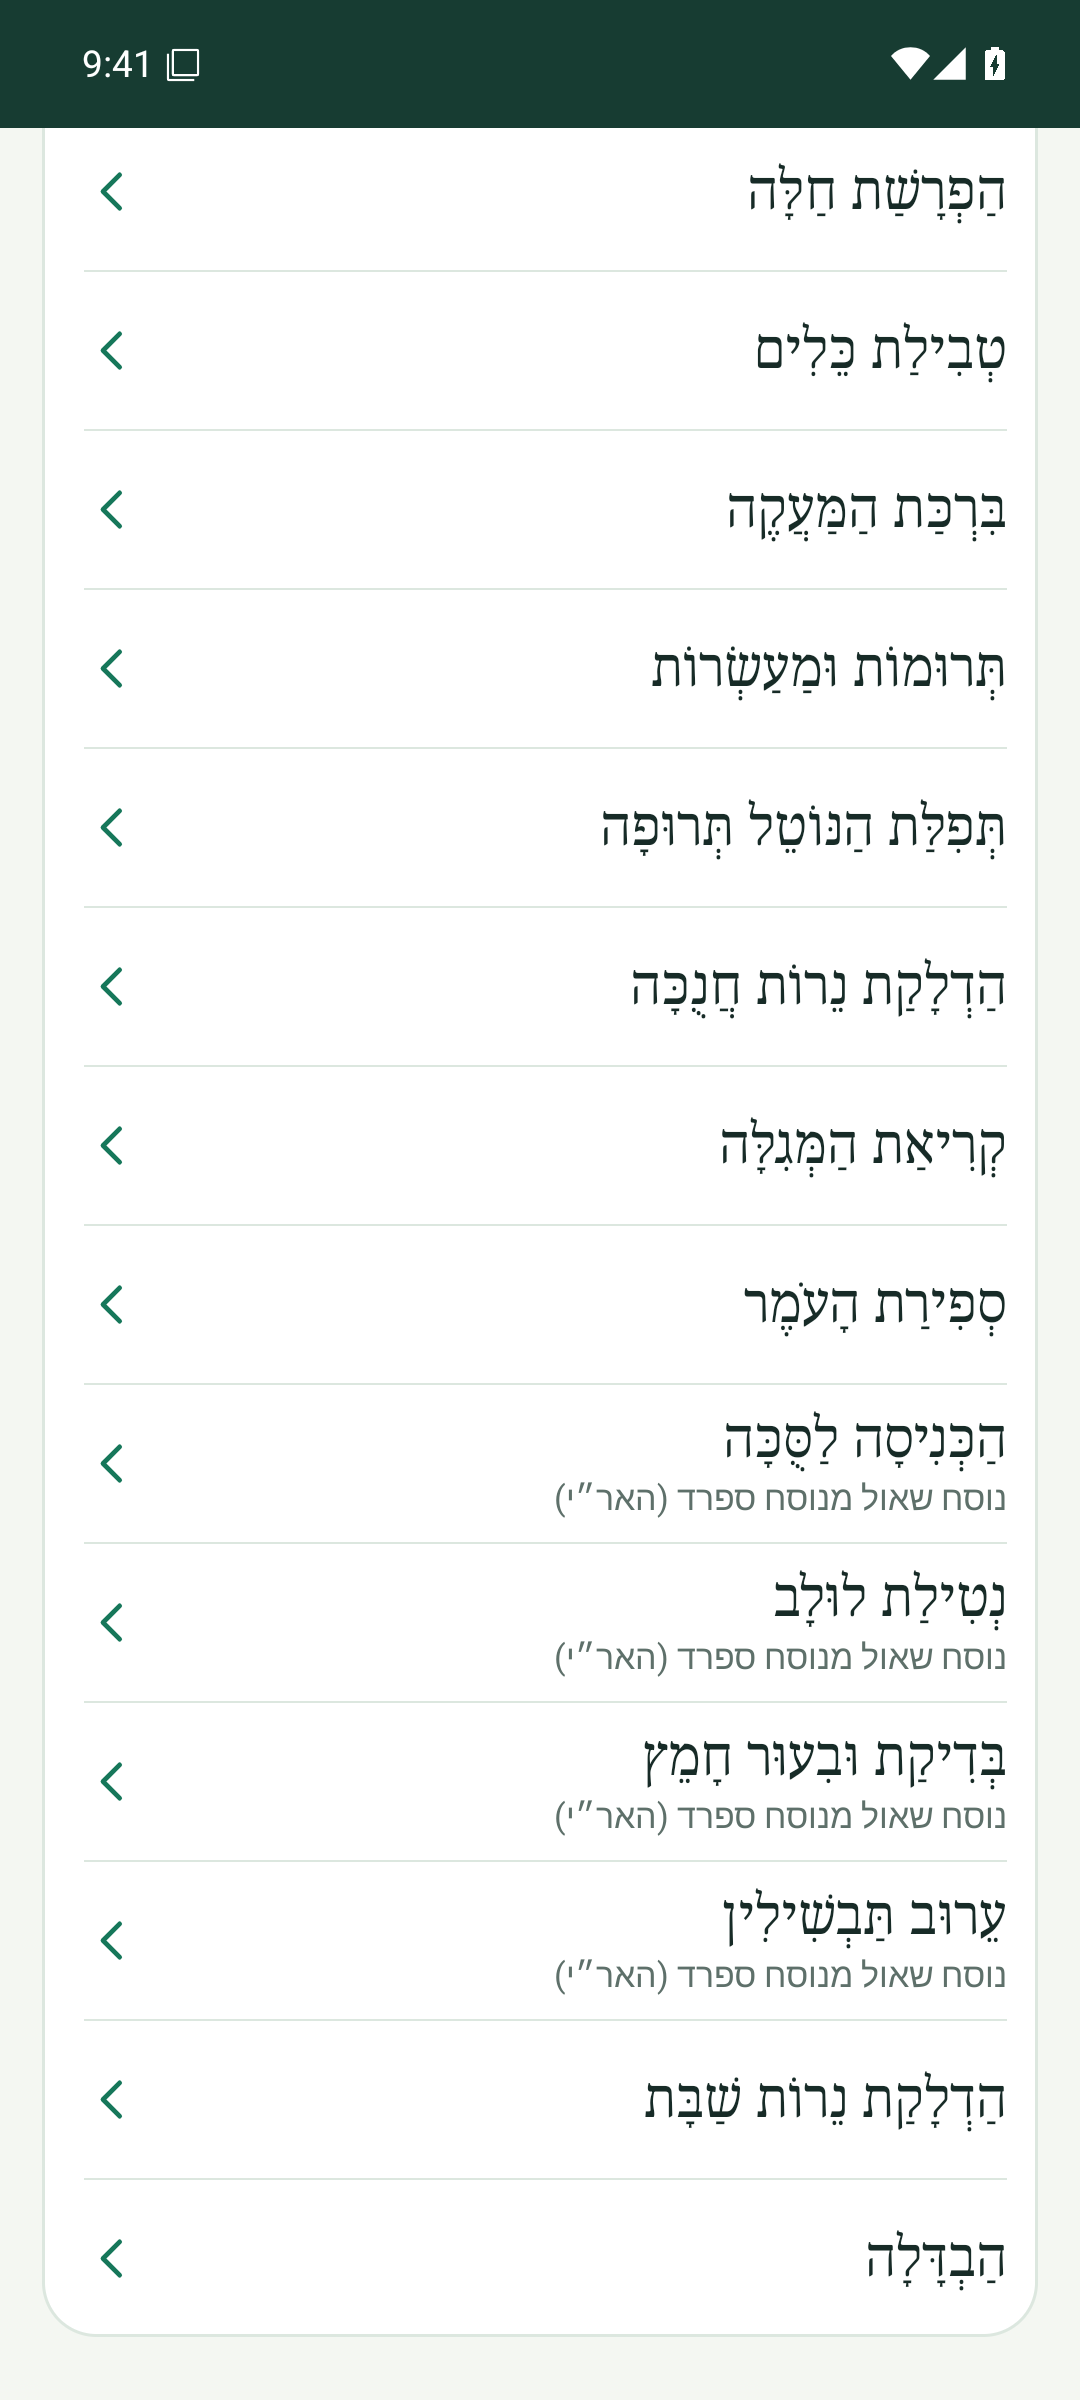 9:41
הַפְרָשַׁת חַלָּה
טְבִילַת כֵּלִים
בִּרְכַּת הַמַּעֲקֶה
תְּרוּמוֹת וּמַעַשְׂרוֹת
תְּפִלַּת הַנּוֹטֵל תְּרוּפָה
הַדְלָקַת נֵרוֹת חֲנֻכָּה
קְרִיאַת הַמְּגִלָּה
סְפִירַת הָעֹמֶר
הַכְּנִיסָה לַסֻּכָּה
נוסח שאול מנוסח ספרד (האר״י)
נְטִילַת לוּלָב
נוסח שאול מנוסח ספרד (האר״י)
בְּדִיקַת וּבִעוּר חָמֵץ
נוסח שאול מנוסח ספרד (האר״י)
עֵרוּב תַּבְשִׁילִין
נוסח שאול מנוסח ספרד (האר״י)
הַדְלָקַת נֵרוֹת שַׁבָּת
הַבְדָּלָה